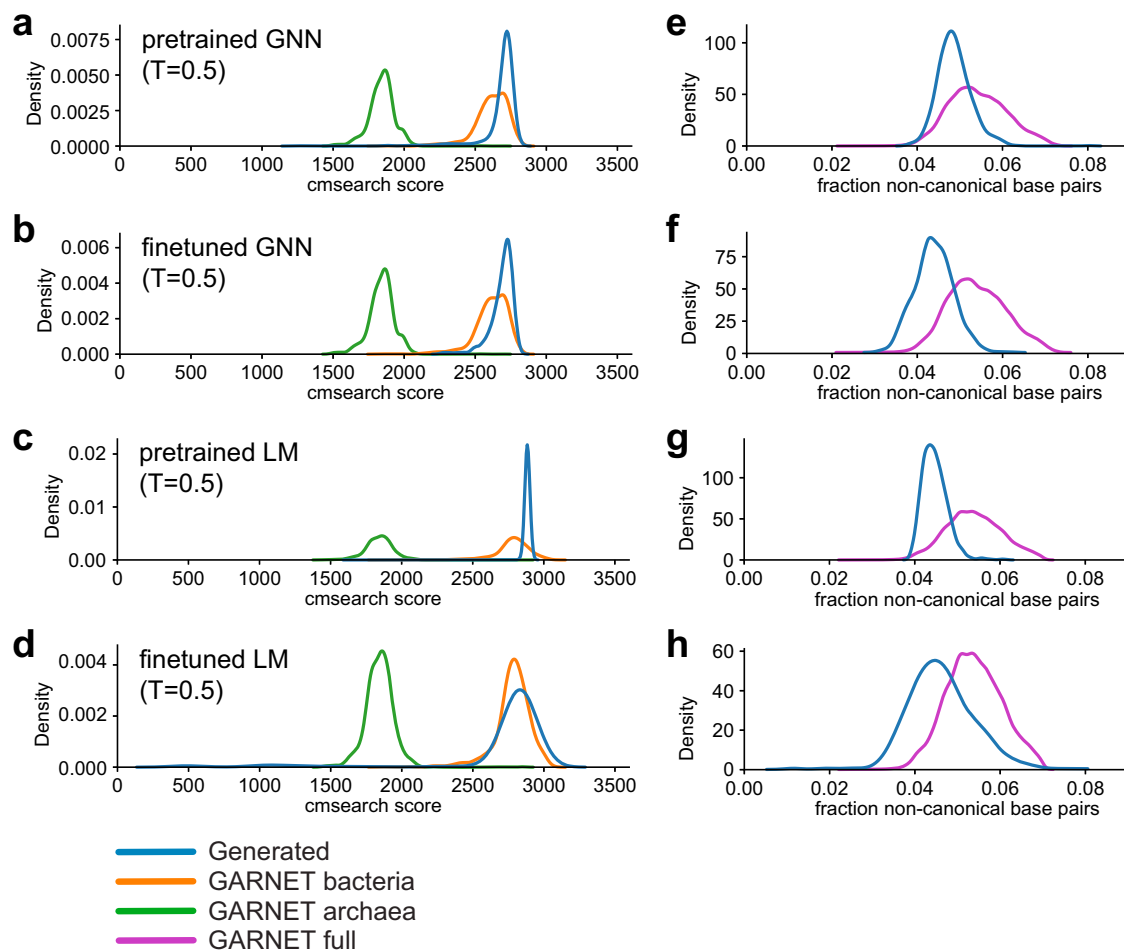 a
pretrained GNN
(T=0.5)
Density
0.0075
0.0050
0.0025
0.0000
0 500 1000 1500 2000 2500 3000 3500
cmsearch score
e
Density
100
50
0
0.00 0.02 0.04 0.06 0.08
fraction non-canonical base pairs
b
finetuned GNN
(T=0.5)
Density
0.006
0.004
0.002
0.000
0 500 1000 1500 2000 2500 3000 3500
cmsearch score
f
Density
75
50
25
0
0.00 0.02 0.04 0.06 0.08
fraction non-canonical base pairs
c
pretrained LM
(T=0.5)
Density
0.02
0.01
0.00
0 500 1000 1500 2000 2500 3000 3500
cmsearch score
g
Density
100
50
0
0.00 0.02 0.04 0.06 0.08
fraction non-canonical base pairs
d
finetuned LM
(T=0.5)
Density
0.004
0.002
0.000
0 500 1000 1500 2000 2500 3000 3500
cmsearch score
h
Density
60
40
20
0
0.00 0.02 0.04 0.06 0.08
fraction non-canonical base pairs
Generated
GARNET bacteria
GARNET archaea
GARNET full